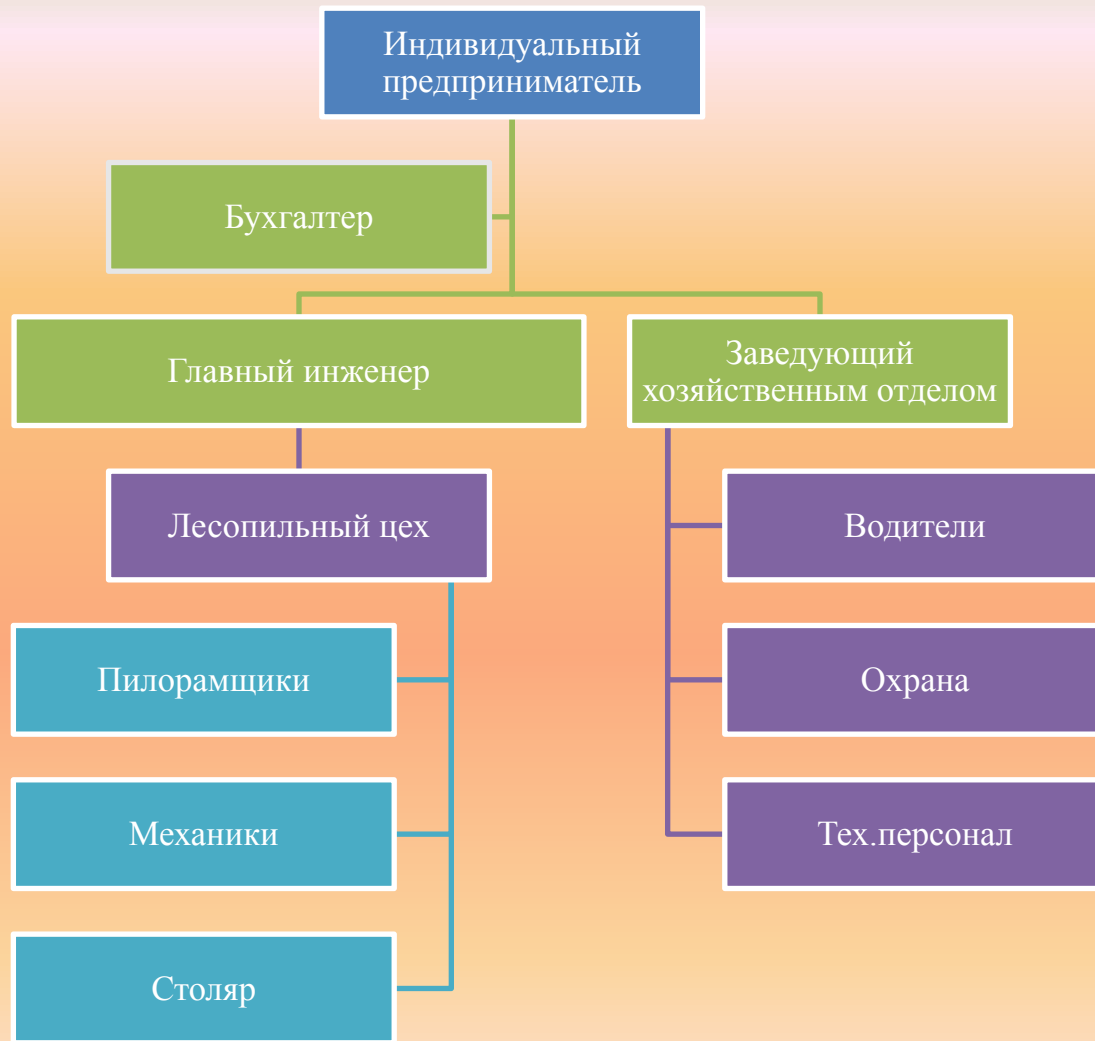 Индивидуальный
предприниматель
Бухгалтер
Главный инженер
Заведующий
хозяйственным отделом
Лесопильный цех
Водители
Пилорамщики
Охрана
Механики
Тех.персонал
Столяр